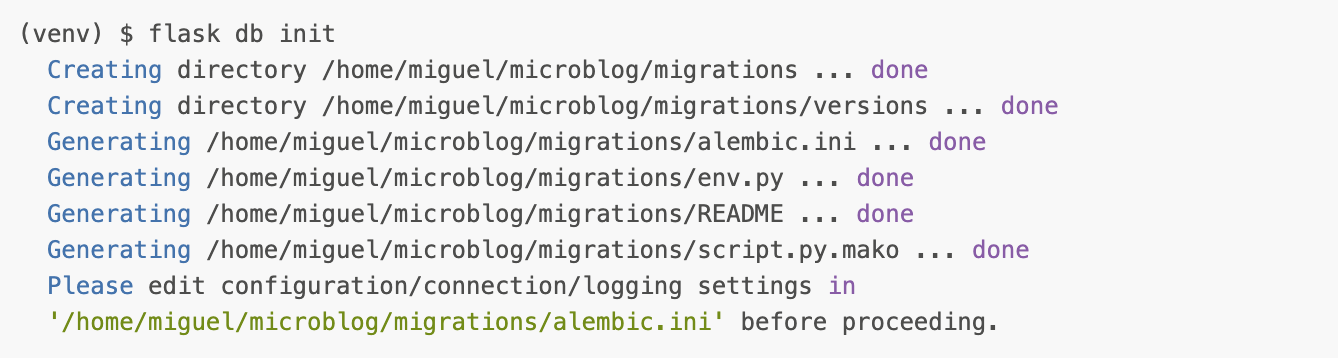 (venv) $ flask db init
Creating directory /home/miguel/microblog/migrations ... done
Creating directory /home/miguel/microblog/migrations/versions ... done
Generating /home/miguel/microblog/migrations/alembic.ini ... done
Generating /home/miguel/microblog/migrations/env.py ... done
Generating /home/miguel/microblog/migrations/README ... done
Generating /home/miguel/microblog/migrations/script.py.mako ... done
Please edit configuration/connection/logging settings in
'/home/miguel/microblog/migrations/alembic.ini' before proceeding.